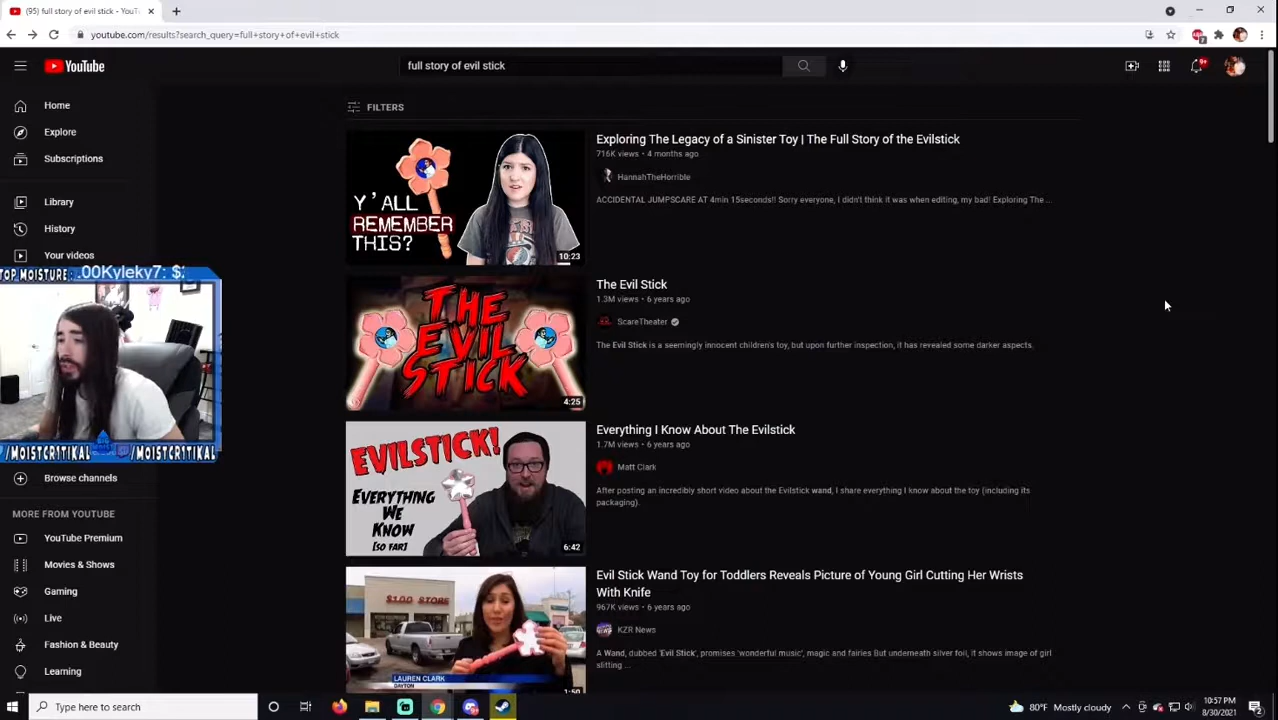 (95) full story of evil stick - YouT
youtube.com/results?search_query=full+story+of+evil+stick
YouTube
full story of evil stick
9+
Home
Explore
Subscriptions
Library
History
Your videos
FILTERS
Y'ALL
REMEMBER
THIS?
10:23
Exploring The Legacy of a Sinister Toy | The Full Story of the Evilstick
716K views • 4 months ago
HannahTheHorrible
ACCIDENTAL JUMPSCARE AT 4min 15seconds!! Sorry everyone, I didn't think it was when editing, my bad! Exploring The ...
TOP MOISTURE: .00Kyleky7: $
/MOISTCR1TIKAL /MOISTCR1TIKAL
THE
EVIL
STICK
4:25
The Evil Stick
1.3M views • 6 years ago
ScareTheater
The Evil Stick is a seemingly innocent children's toy, but upon further inspection, it has revealed some darker aspects.
EVILSTICK!
EVERYTHING
WE
KNOW
[SO FAR]
6:42
Everything I Know About The Evilstick
1.7M views • 6 years ago
Matt Clark
After posting an incredibly short video about the Evilstick wand, I share everything I know about the toy (including its
packaging).
Browse channels
MORE FROM YOUTUBE
YouTube Premium
Movies & Shows
Gaming
Live
Fashion & Beauty
Learning
$1.00 STORE
LAUREN CLARK
DAYTON
1:50
Evil Stick Wand Toy for Toddlers Reveals Picture of Young Girl Cutting Her Wrists
With Knife
967K views • 6 years ago
KZR News
A Wand, dubbed 'Evil Stick', promises 'wonderful music', magic and fairies But underneath silver foil, it shows image of girl
slitting ...
Type here to search
80°F Mostly cloudy
10:57 PM
8/30/2021
2